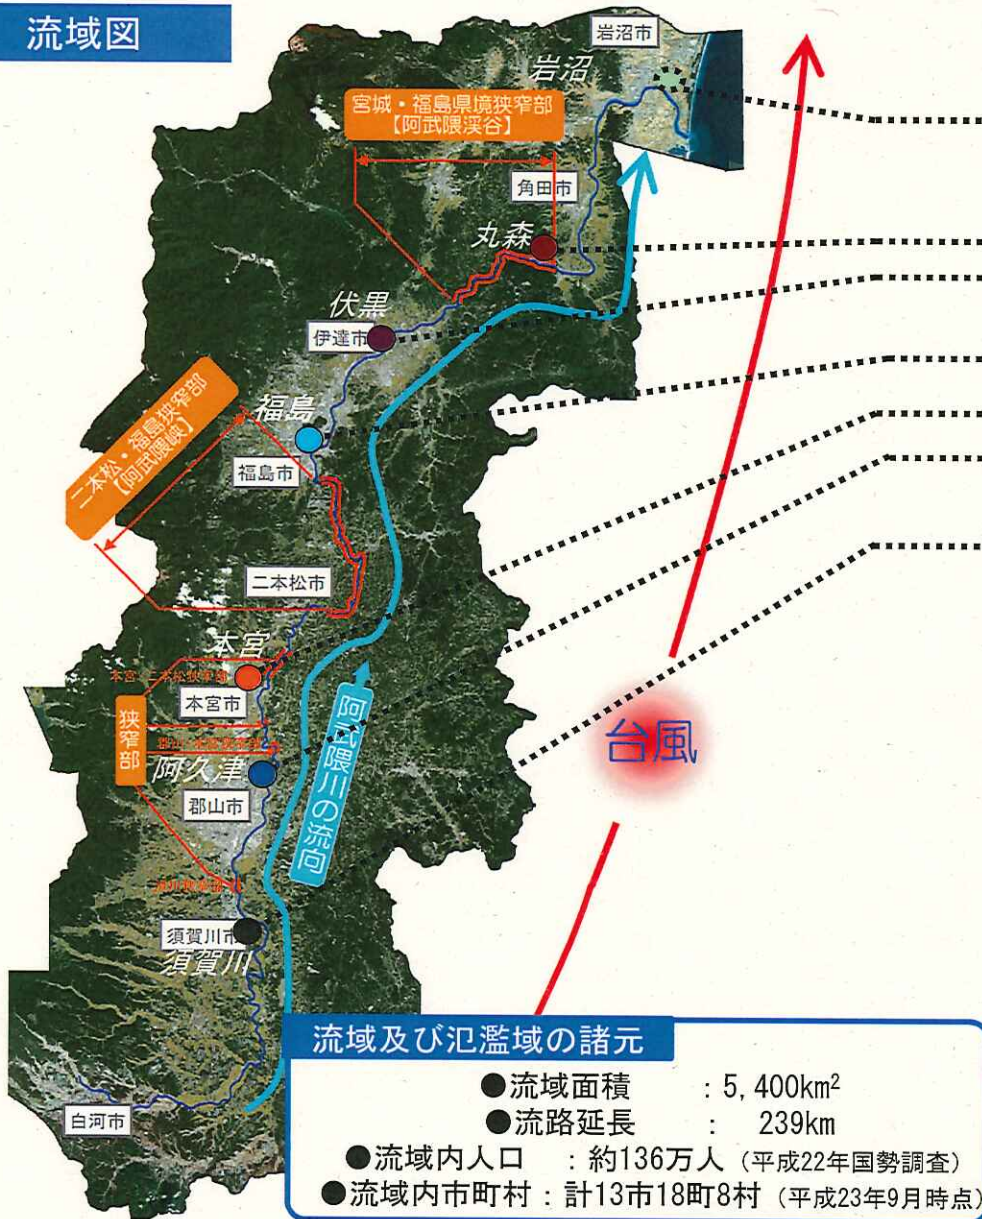 流域図
岩沼市
岩沼
宮城・福島県境狭窄部
【阿武隈渓谷】
角田市
丸森
伏黒
伊達市
二本松・福島狭窄部
【阿武隈峡】
福島
福島市
二本松市
本宮
本宮市
狭窄部
阿久津
郡山市
阿武隈川の流向
台風
須賀川市
須賀川
白河市
流域及び氾濫域の諸元
●流域面積 : 5,400km²
●流路延長 : 239km
●流域内人口 : 約136万人 (平成22年国勢調査)
●流域内市町村 : 計13市18町8村 (平成23年9月時点)